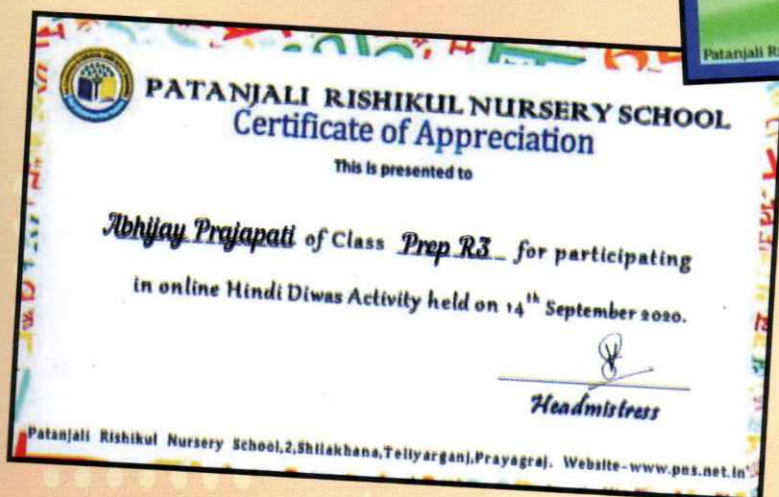 Patanjali R
PATANJALI RISHIKUL NURSERY SCHOOL
Certificate of Appreciation
This is presented to
Abhijay Prajapati of Class Prep R3 for participating
in online Hindi Diwas Activity held on 14th September 2020.
Headmistress
Patanjali Rishikul Nursery School,2,Shilakhana,Teliyarganj,Prayagraj. Website-www.pns.net.in